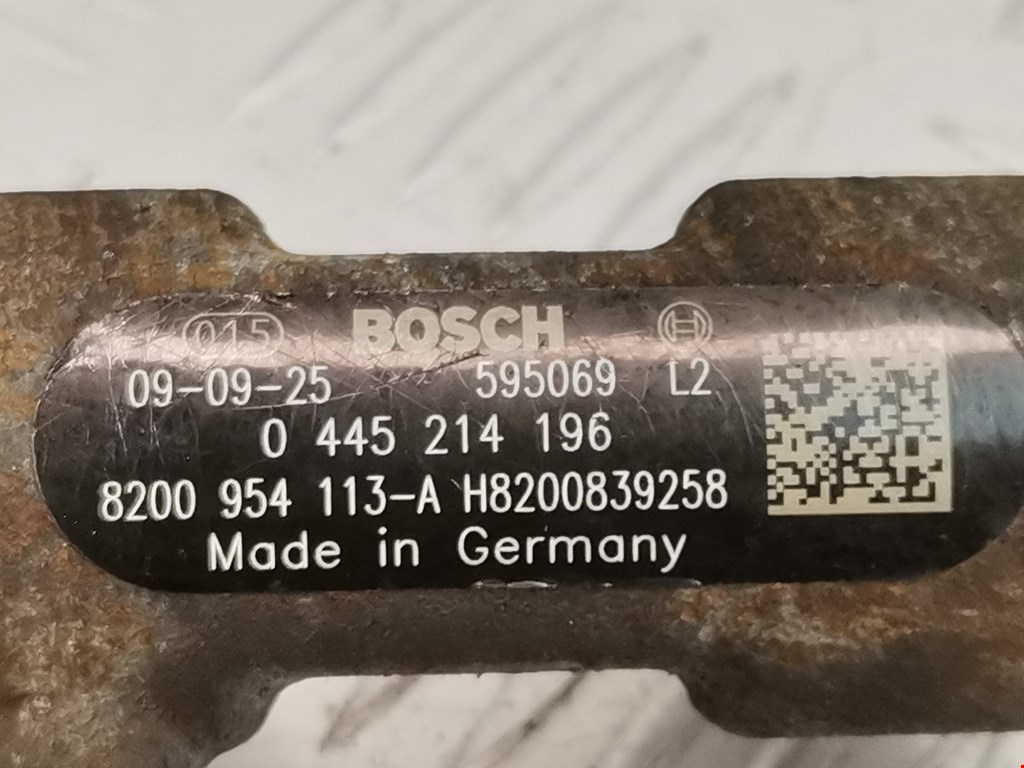 015 BOSCH
09-09-25 595069 L2
0 445 214 196
8200 954 113-A H8200839258
Made in Germany